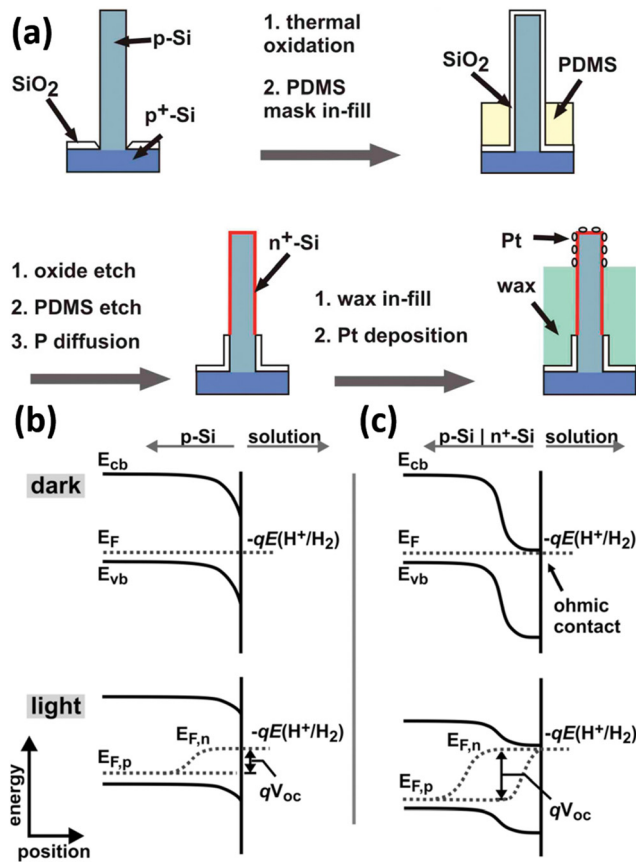 (a)
p-Si
SiO2
p+-Si
1. thermal
oxidation
2. PDMS
mask in-fill
SiO2
PDMS
1. oxide etch
2. PDMS etch
3. P diffusion
n+-Si
1. wax in-fill
2. Pt deposition
Pt
wax
(b)
p-Si
solution
dark
Ecb
EF
Evb
-qE(H+/H2)
light
EF,n
EF,p
-qE(H+/H2)
qVoc
energy
position
(c)
p-Si | n+-Si
solution
Ecb
EF
Evb
-qE(H+/H2)
ohmic
contact
EF,n
EF,p
-qE(H+/H2)
qVoc